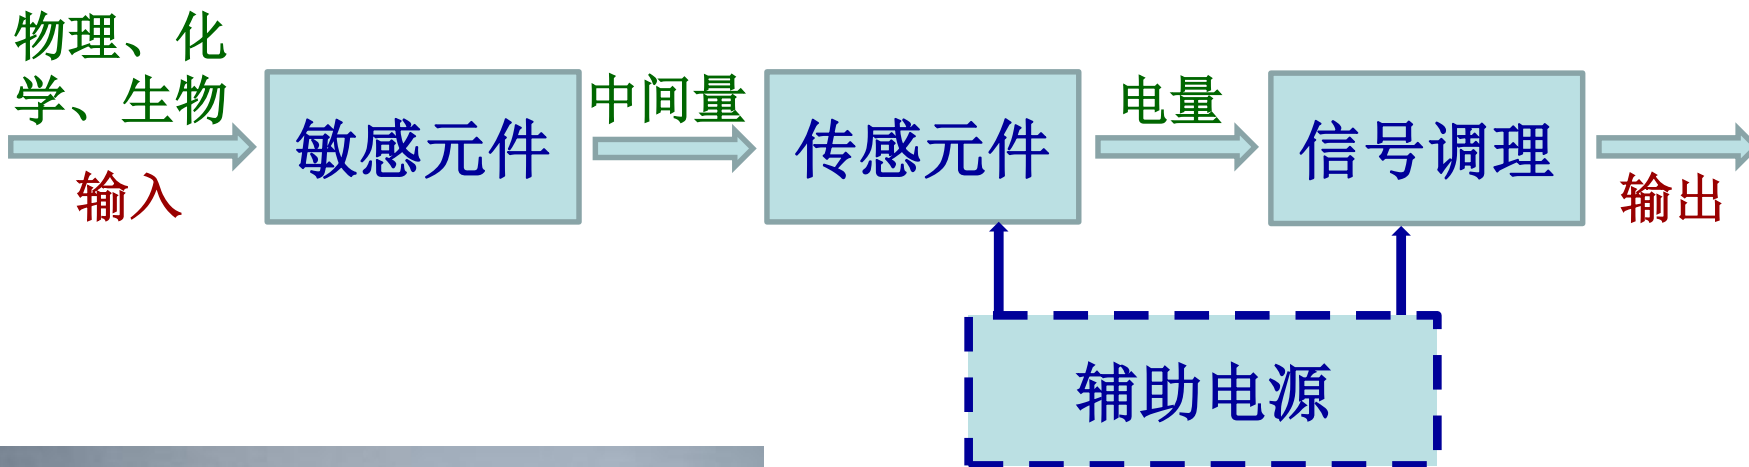 物理、化
学、生物
输入
敏感元件
中间量
传感元件
电量
信号调理
输出
辅助电源